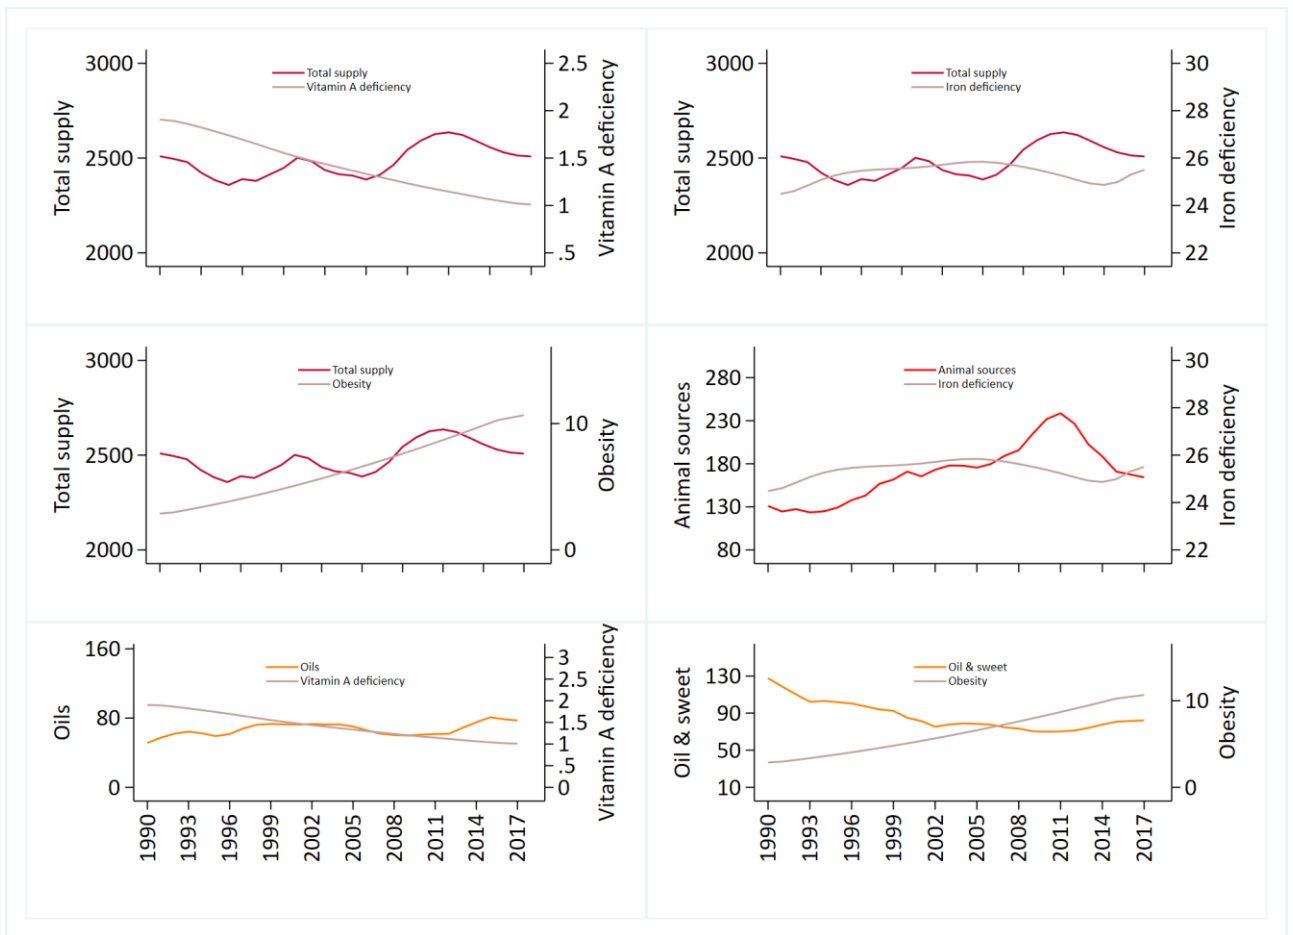 Total supply
3000
2500
2000
Total supply
Vitamin A deficiency
2.5
2
1.5
1
.5
Vitamin A deficiency
Total supply
3000
2500
2000
Total supply
Iron deficiency
30
28
26
24
22
Iron deficiency
Total supply
3000
2500
2000
Total supply
Obesity
10
0
Obesity
Animal sources
280
230
180
130
80
Animal sources
Iron deficiency
30
28
26
24
22
Iron deficiency
Oils
160
80
0
Oils
Vitamin A deficiency
3
2.5
2
1.5
1
.5
0
Vitamin A deficiency
1990 1993 1996 1999 2002 2005 2008 2011 2014 2017
Oil & sweet
130
90
50
10
Oil & sweet
Obesity
10
0
Obesity
1990 1993 1996 1999 2002 2005 2008 2011 2014 2017